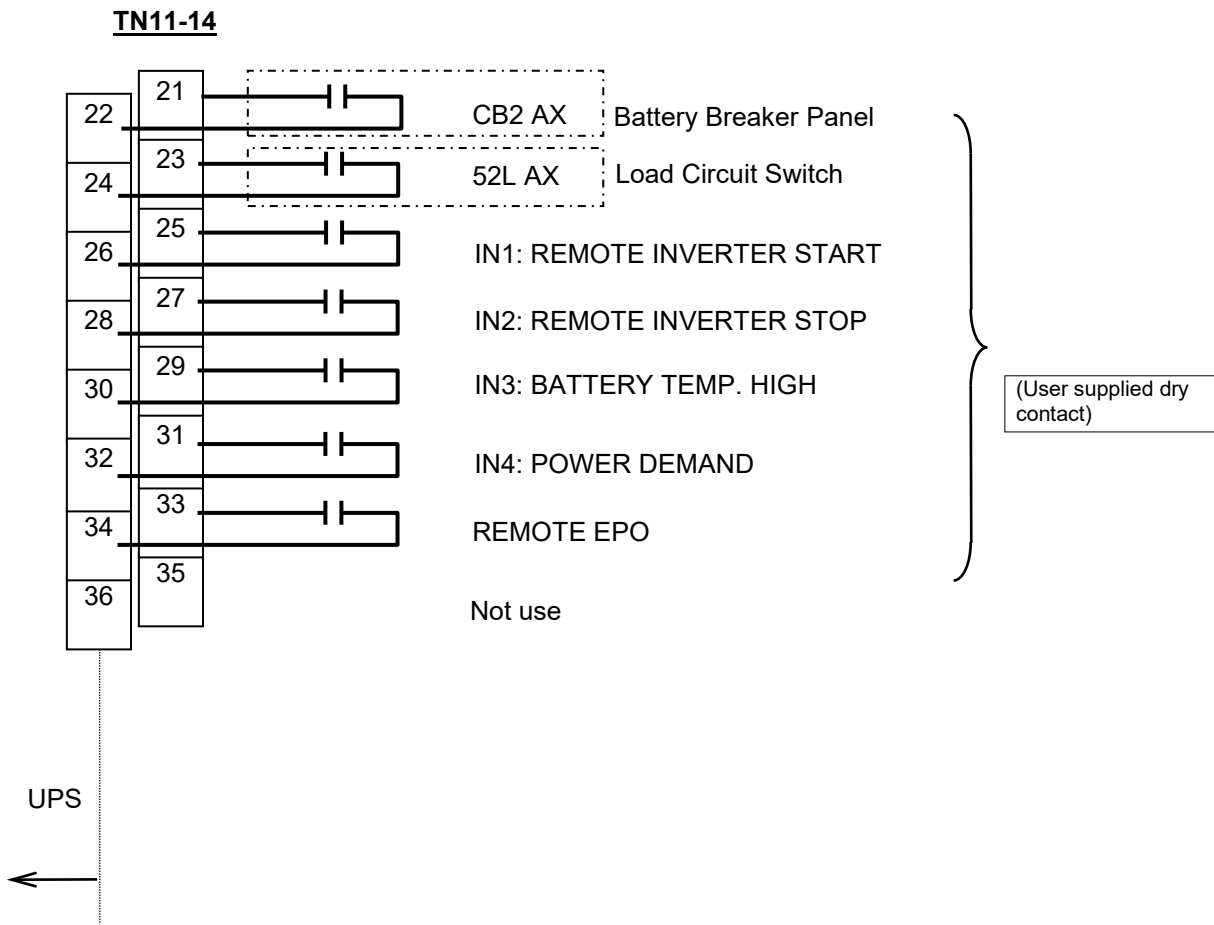 TN11-14
21
22
CB2 AX
Battery Breaker Panel
23
24
52L AX
Load Circuit Switch
25
26
IN1: REMOTE INVERTER START
27
28
IN2: REMOTE INVERTER STOP
29
30
IN3: BATTERY TEMP. HIGH
(User supplied dry
contact)
31
32
IN4: POWER DEMAND
33
34
REMOTE EPO
35
36
Not use
UPS